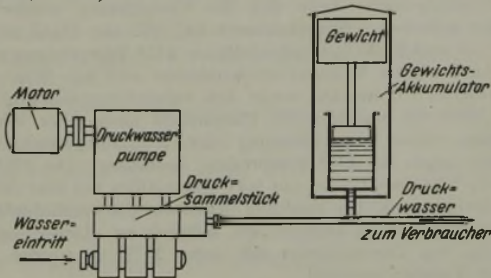 Gewicht
Gewichts-
Akkumulator
Motor
Druckwasser
pumpe
Druck=
sammelstück
Wasser=
eintritt
Druck=
wasser
zum Verbraucher